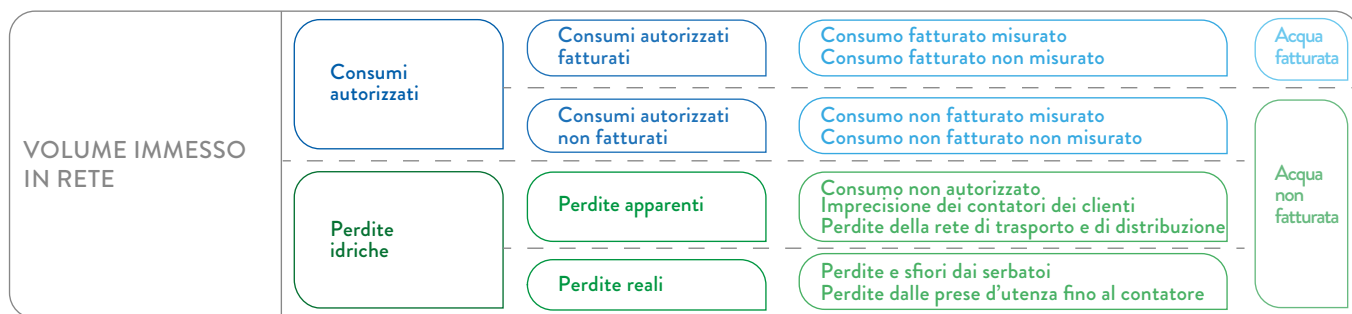 VOLUME IMMESSO
IN RETE
Consumi
autorizzati
Consumi autorizzati
fatturati
Consumo fatturato misurato
Consumo fatturato non misurato
Acqua
fatturata
Consumi autorizzati
non fatturati
Consumo non fatturato misurato
Consumo non fatturato non misurato
Acqua
non
fatturata
Perdite
idriche
Perdite apparenti
Consumo non autorizzato
Imprecisione dei contatori dei clienti
Perdite della rete di trasporto e di distribuzione
Perdite reali
Perdite e sfiori dai serbatoi
Perdite dalle prese d'utenza fino al contatore